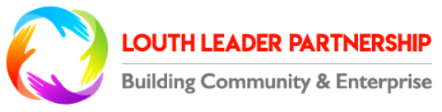 LOUTH LEADER PARTNERSHIP
Building Community & Enterprise